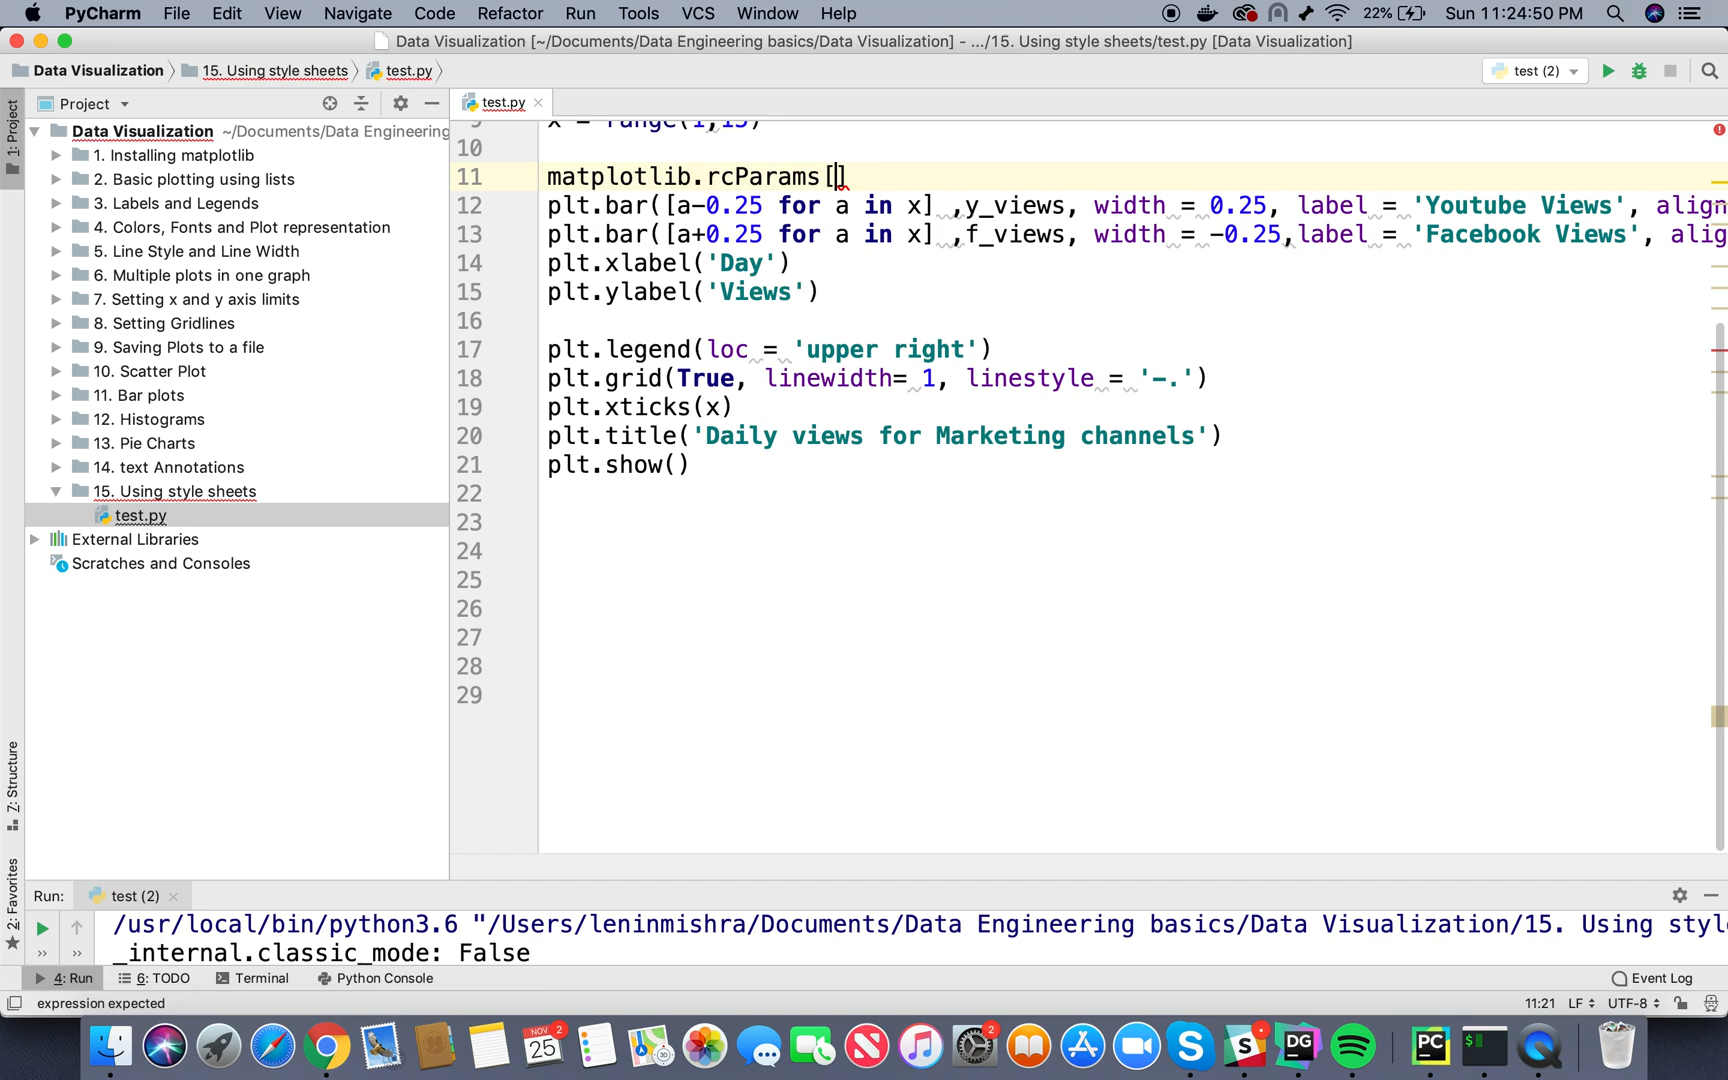 PyCharm File Edit View Navigate Code Refactor Run Tools VCS Window Help 22% Sun 11:24:50 PM
Data Visualization [~/Documents/Data Engineering basics/Data Visualization] - .../15. Using style sheets/test.py [Data Visualization]
Data Visualization 15. Using style sheets test.py test (2)
1: Project
Project test.py
Data Visualization ~/Documents/Data Engineering
1. Installing matplotlib
2. Basic plotting using lists
3. Labels and Legends
4. Colors, Fonts and Plot representation
5. Line Style and Line Width
6. Multiple plots in one graph
7. Setting x and y axis limits
8. Setting Gridlines
9. Saving Plots to a file
10. Scatter Plot
11. Bar plots
12. Histograms
13. Pie Charts
14. text Annotations
15. Using style sheets
test.py
External Libraries
Scratches and Consoles
9 x = range(1,15)
10
11 matplotlib.rcParams[]
12 plt.bar([a-0.25 for a in x] ,y_views, width = 0.25, label = 'Youtube Views', align
13 plt.bar([a+0.25 for a in x] ,f_views, width = -0.25,label = 'Facebook Views', alig
14 plt.xlabel('Day')
15 plt.ylabel('Views')
16
17 plt.legend(loc = 'upper right')
18 plt.grid(True, linewidth= 1, linestyle = '-.')
19 plt.xticks(x)
20 plt.title('Daily views for Marketing channels')
21 plt.show()
22
23
24
25
26
27
28
29
7: Structure
2: Favorites
Run: test (2)
/usr/local/bin/python3.6 "/Users/leninmishra/Documents/Data Engineering basics/Data Visualization/15. Using style
_internal.classic_mode: False
4: Run 6: TODO Terminal Python Console Event Log
expression expected 11:21 LF UTF-8
NOV 25
2
2
DG
PC
$